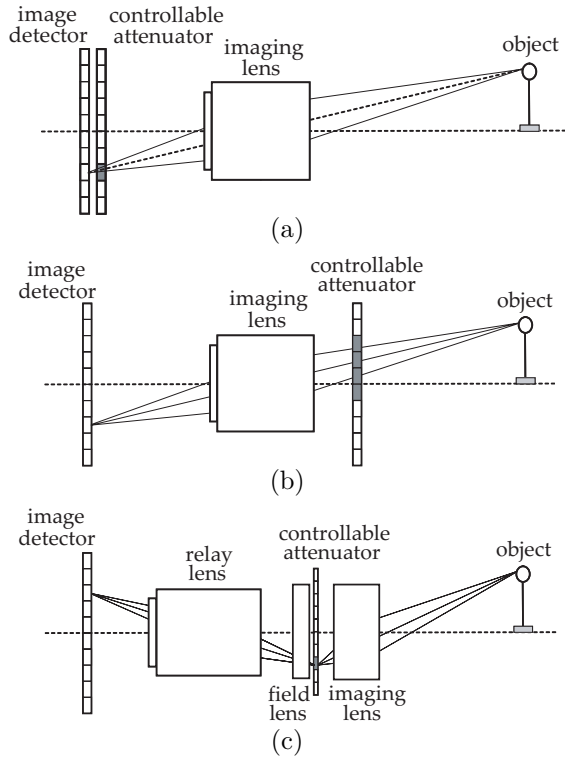 image
detector
controllable
attenuator
imaging
lens
object
(a)
image
detector
imaging
lens
controllable
attenuator
object
(b)
image
detector
relay
lens
controllable
attenuator
object
field
lens
imaging
lens
(c)